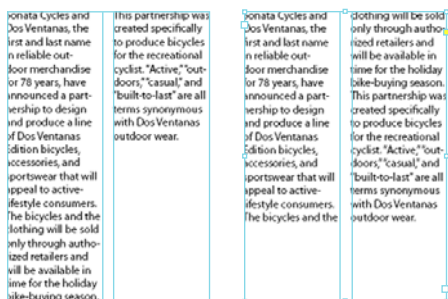 Sonata Cycles and
Dos Ventanas, the
first and last name
in reliable out-
door merchandise
for 78 years, have
announced a part-
nership to design
and produce a line
of Dos Ventanas
Edition bicycles,
accessories, and
sportswear that will
appeal to active-
lifestyle consumers.
The bicycles and the
clothing will be sold
only through autho-
rized retailers and
will be available in
time for the holiday
bike-buying season.
This partnership was
created specifically
to produce bicycles
for the recreational
cyclist. "Active," "out-
doors," "casual," and
"built-to-last" are all
terms synonymous
with Dos Ventanas
outdoor wear.
Sonata Cycles and
Dos Ventanas, the
first and last name
in reliable out-
door merchandise
for 78 years, have
announced a part-
nership to design
and produce a line
of Dos Ventanas
Edition bicycles,
accessories, and
sportswear that will
appeal to active-
lifestyle consumers.
The bicycles and the
clothing will be sold
only through autho-
rized retailers and
will be available in
time for the holiday
bike-buying season.
This partnership was
created specifically
to produce bicycles
for the recreational
cyclist. "Active," "out-
doors," "casual," and
"built-to-last" are all
terms synonymous
with Dos Ventanas
outdoor wear.